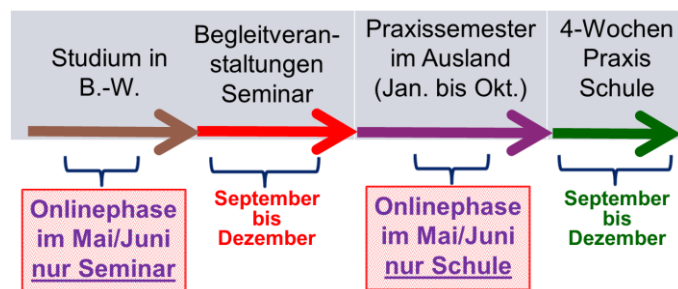 Studium in
B.-W.
Begleitveran-
staltungen
Seminar
Praxissemester
im Ausland
(Jan. bis Okt.)
4-Wochen
Praxis
Schule
Onlinephase
im Mai/Juni
nur Seminar
September
bis
Dezember
Onlinephase
im Mai/Juni
nur Schule
September
bis
Dezember